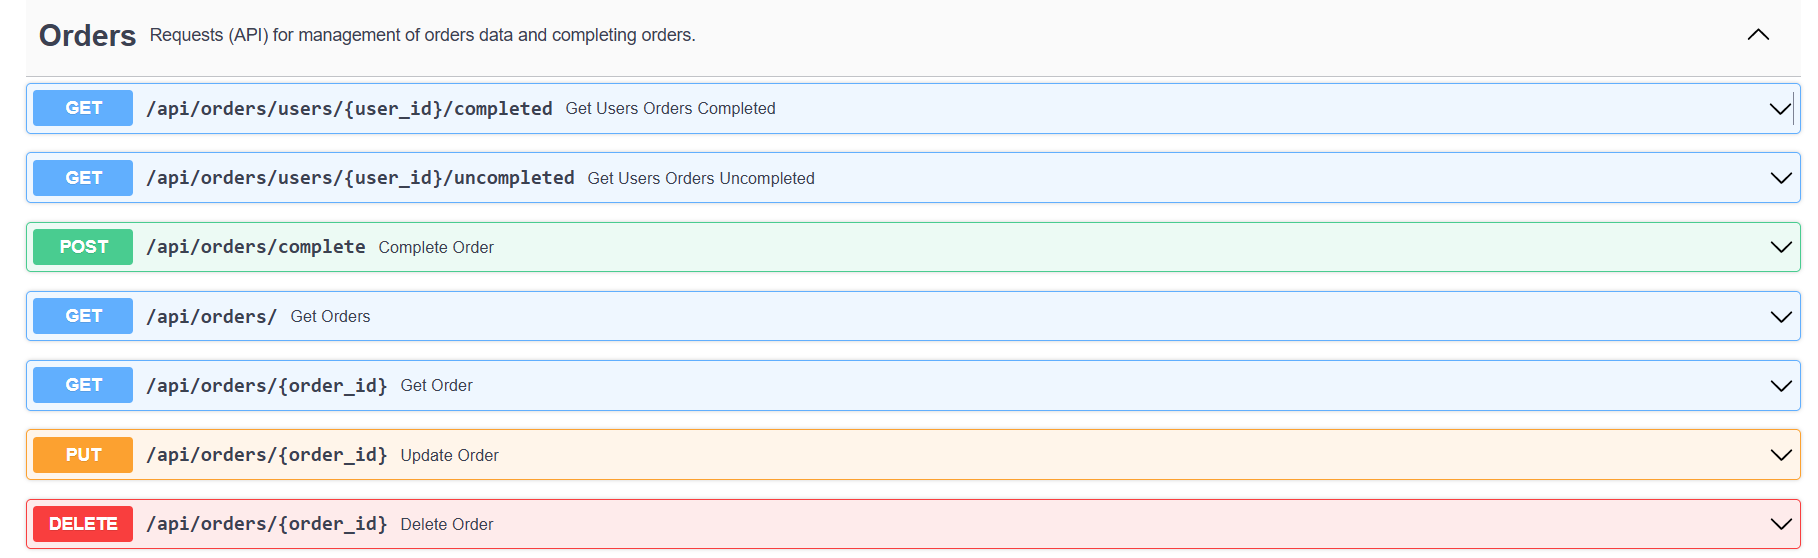 Orders Requests (API) for management of orders data and completing orders.
GET /api/orders/users/{user_id}/completed Get Users Orders Completed
GET /api/orders/users/{user_id}/uncompleted Get Users Orders Uncompleted
POST /api/orders/complete Complete Order
GET /api/orders/ Get Orders
GET /api/orders/{order_id} Get Order
PUT /api/orders/{order_id} Update Order
DELETE /api/orders/{order_id} Delete Order